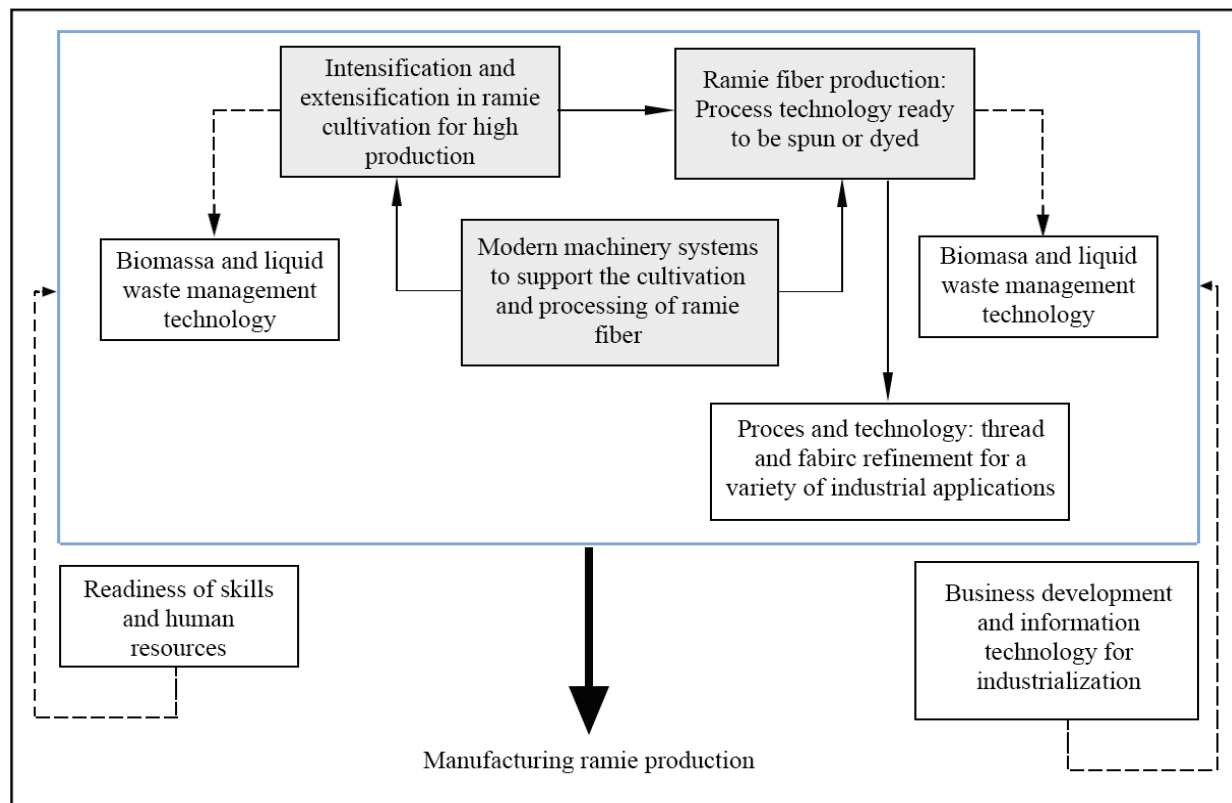 Intensification and
extensification in ramie
cultivation for high
production
Ramie fiber production:
Process technology ready
to be spun or dyed
Modern machinery systems
to support the cultivation
and processing of ramie
fiber
Biomassa and liquid
waste management
technology
Biomasa and liquid
waste management
technology
Proces and technology: thread
and fabirc refinement for a
variety of industrial applications
Readiness of skills
and human
resources
Business development
and information
technology for
industrialization
Manufacturing ramie production